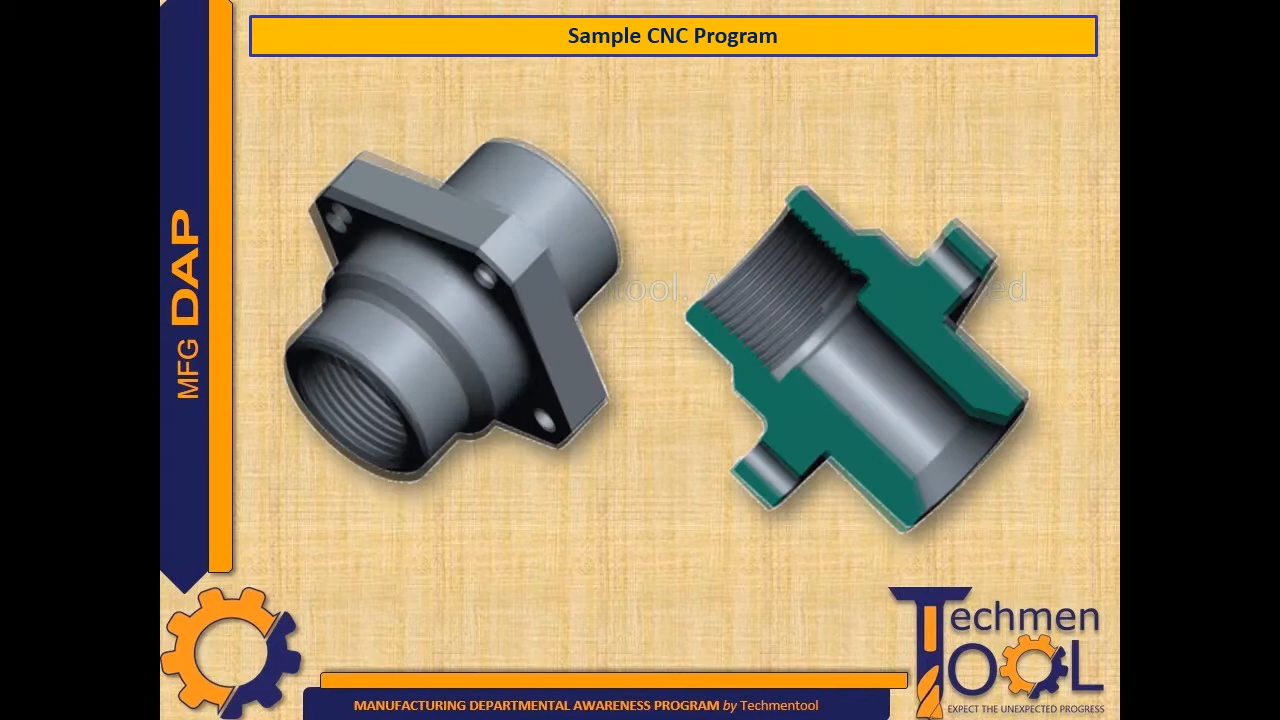 Sample CNC Program
MFG DAP
Techmen
TOOL
EXPECT THE UNEXPECTED PROGRESS
MANUFACTURING DEPARTMENTAL AWARENESS PROGRAM by Techmentool